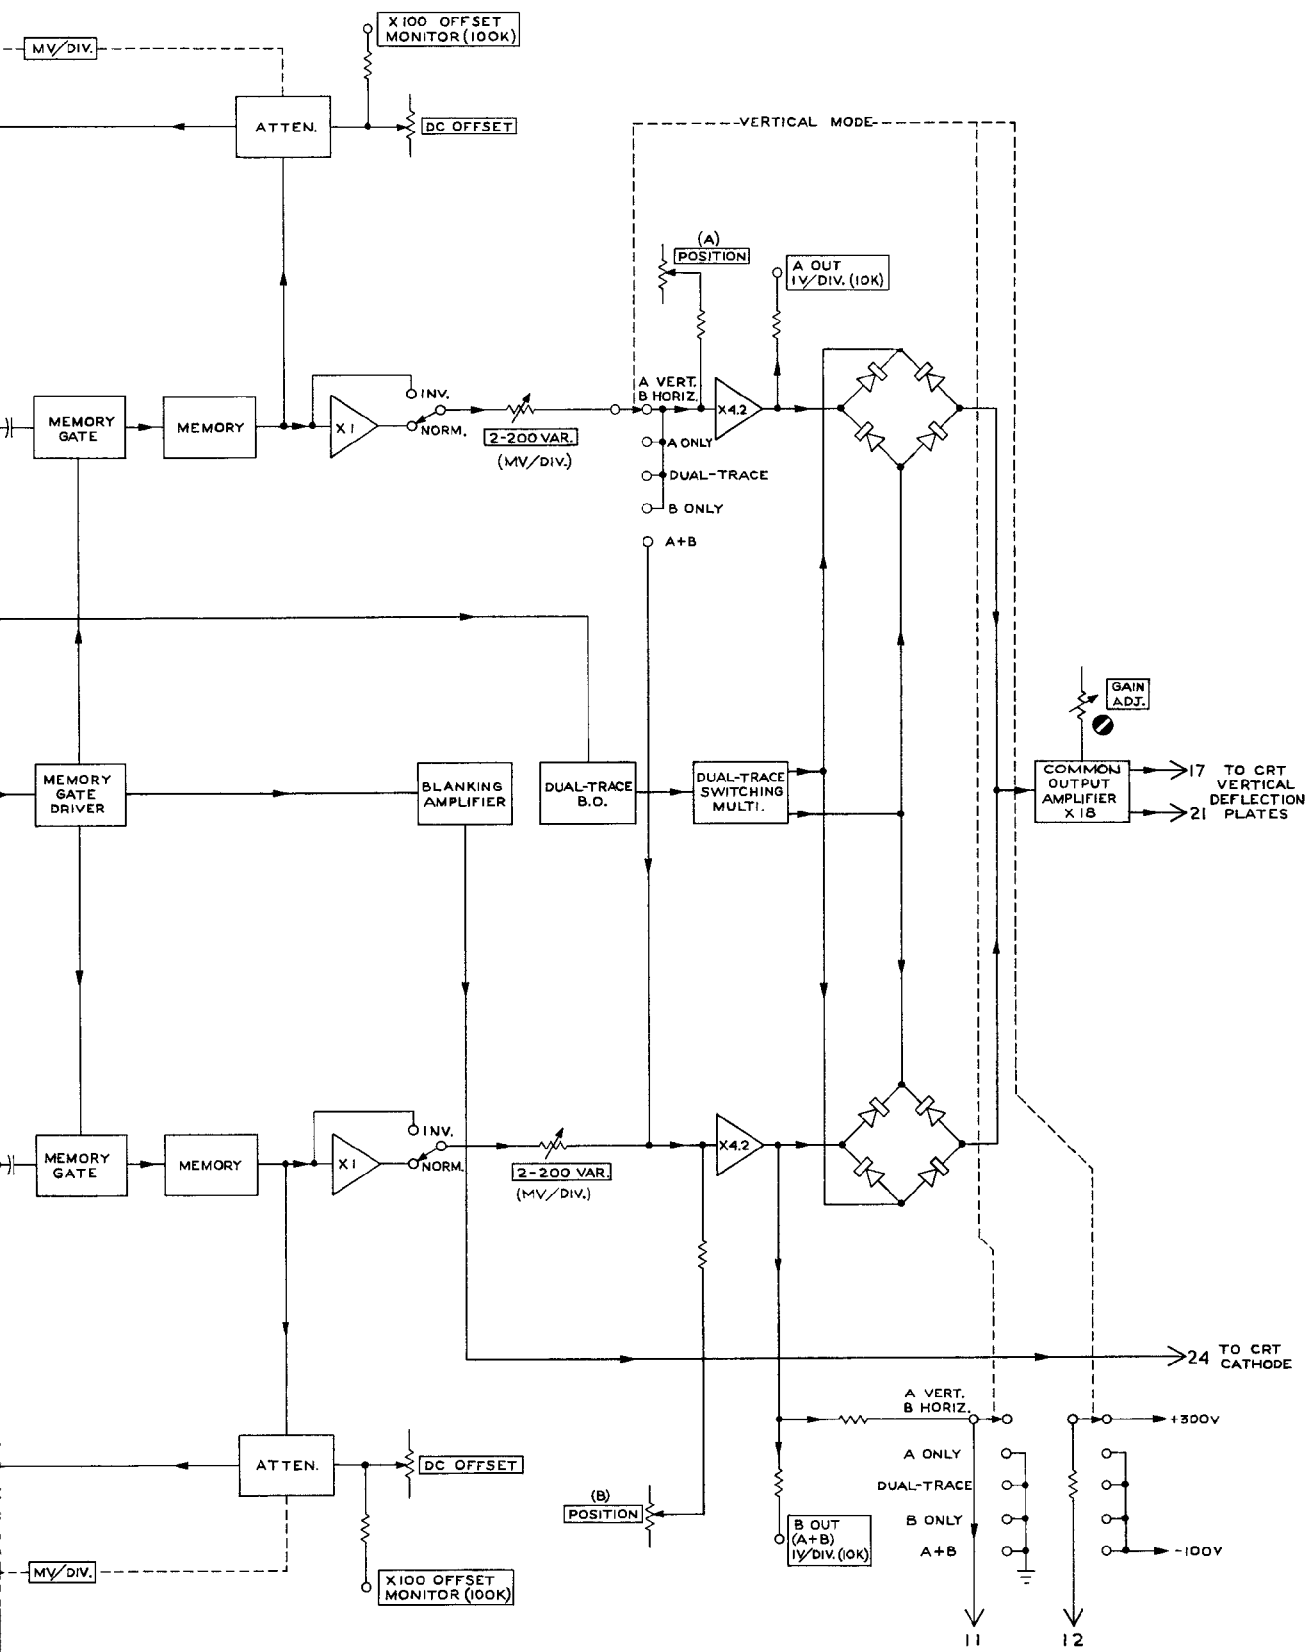 X100 OFFSET
MONITOR (100K)
MV/DIV.
ATTEN.
DC OFFSET
VERTICAL MODE
(A)
POSITION
A OUT
1V/DIV. (10K)
INV.
NORM.
MEMORY
GATE
MEMORY
X1
2-200 VAR.
(MV/DIV.)
A VERT.
B HORIZ.
A ONLY
DUAL-TRACE
B ONLY
A+B
X4.2
GAIN
ADJ.
MEMORY
GATE
DRIVER
BLANKING
AMPLIFIER
DUAL-TRACE
B.O.
DUAL-TRACE
SWITCHING
MULTI.
COMMON
OUTPUT
AMPLIFIER
X18
17
21
TO CRT
VERTICAL
DEFLECTION
PLATES
MEMORY
GATE
MEMORY
X1
INV.
NORM.
2-200 VAR.
(MV/DIV.)
X4.2
24
TO CRT
CATHODE
A VERT.
B HORIZ.
A ONLY
DUAL-TRACE
B ONLY
A+B
+300V
-100V
ATTEN.
DC OFFSET
(B)
POSITION
B OUT
(A+B)
1V/DIV. (10K)
MV/DIV.
X100 OFFSET
MONITOR (100K)
11
12